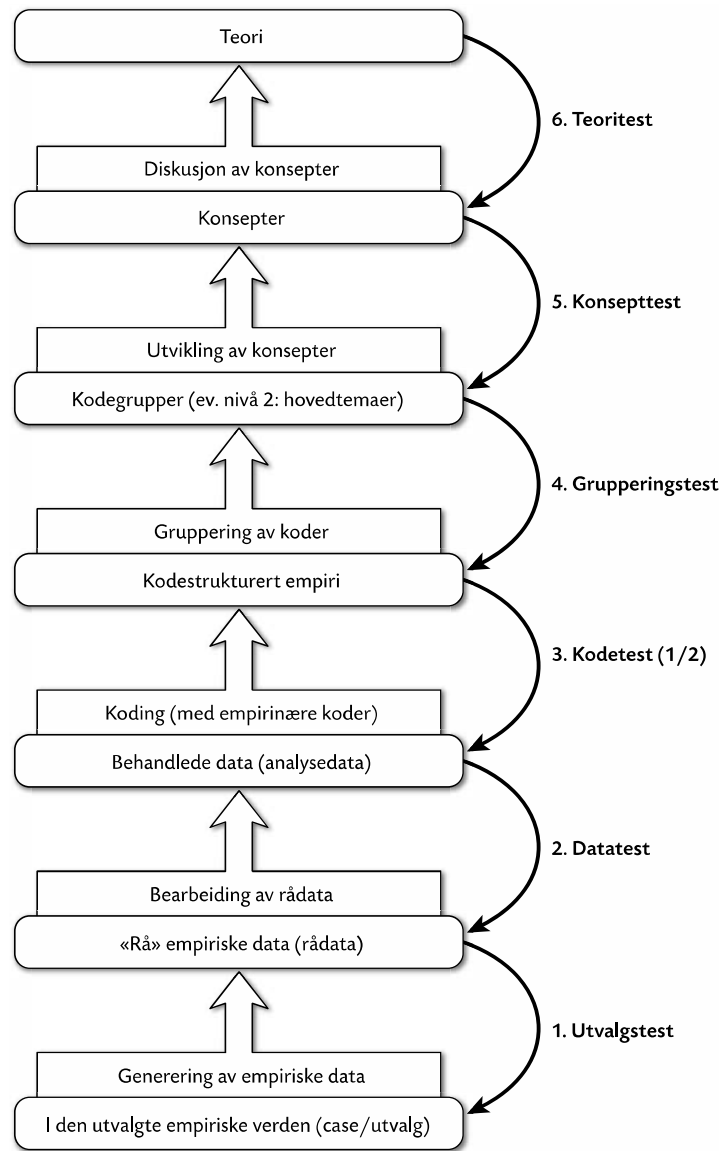 Teori
6. Teoritest
Diskusjon av konsepter
Konsepter
5. Konsepttest
Utvikling av konsepter
Kodegrupper (ev. nivå 2: hovedtemaer)
4. Grupperingstest
Gruppering av koder
Kodestrukturert empiri
3. Kodetest (1/2)
Koding (med empirinære koder)
Behandlede data (analysedata)
2. Datatest
Bearbeiding av rådata
«Rå» empiriske data (rådata)
1. Utvalgstest
Generering av empiriske data
I den utvalgte empiriske verden (case/utvalg)